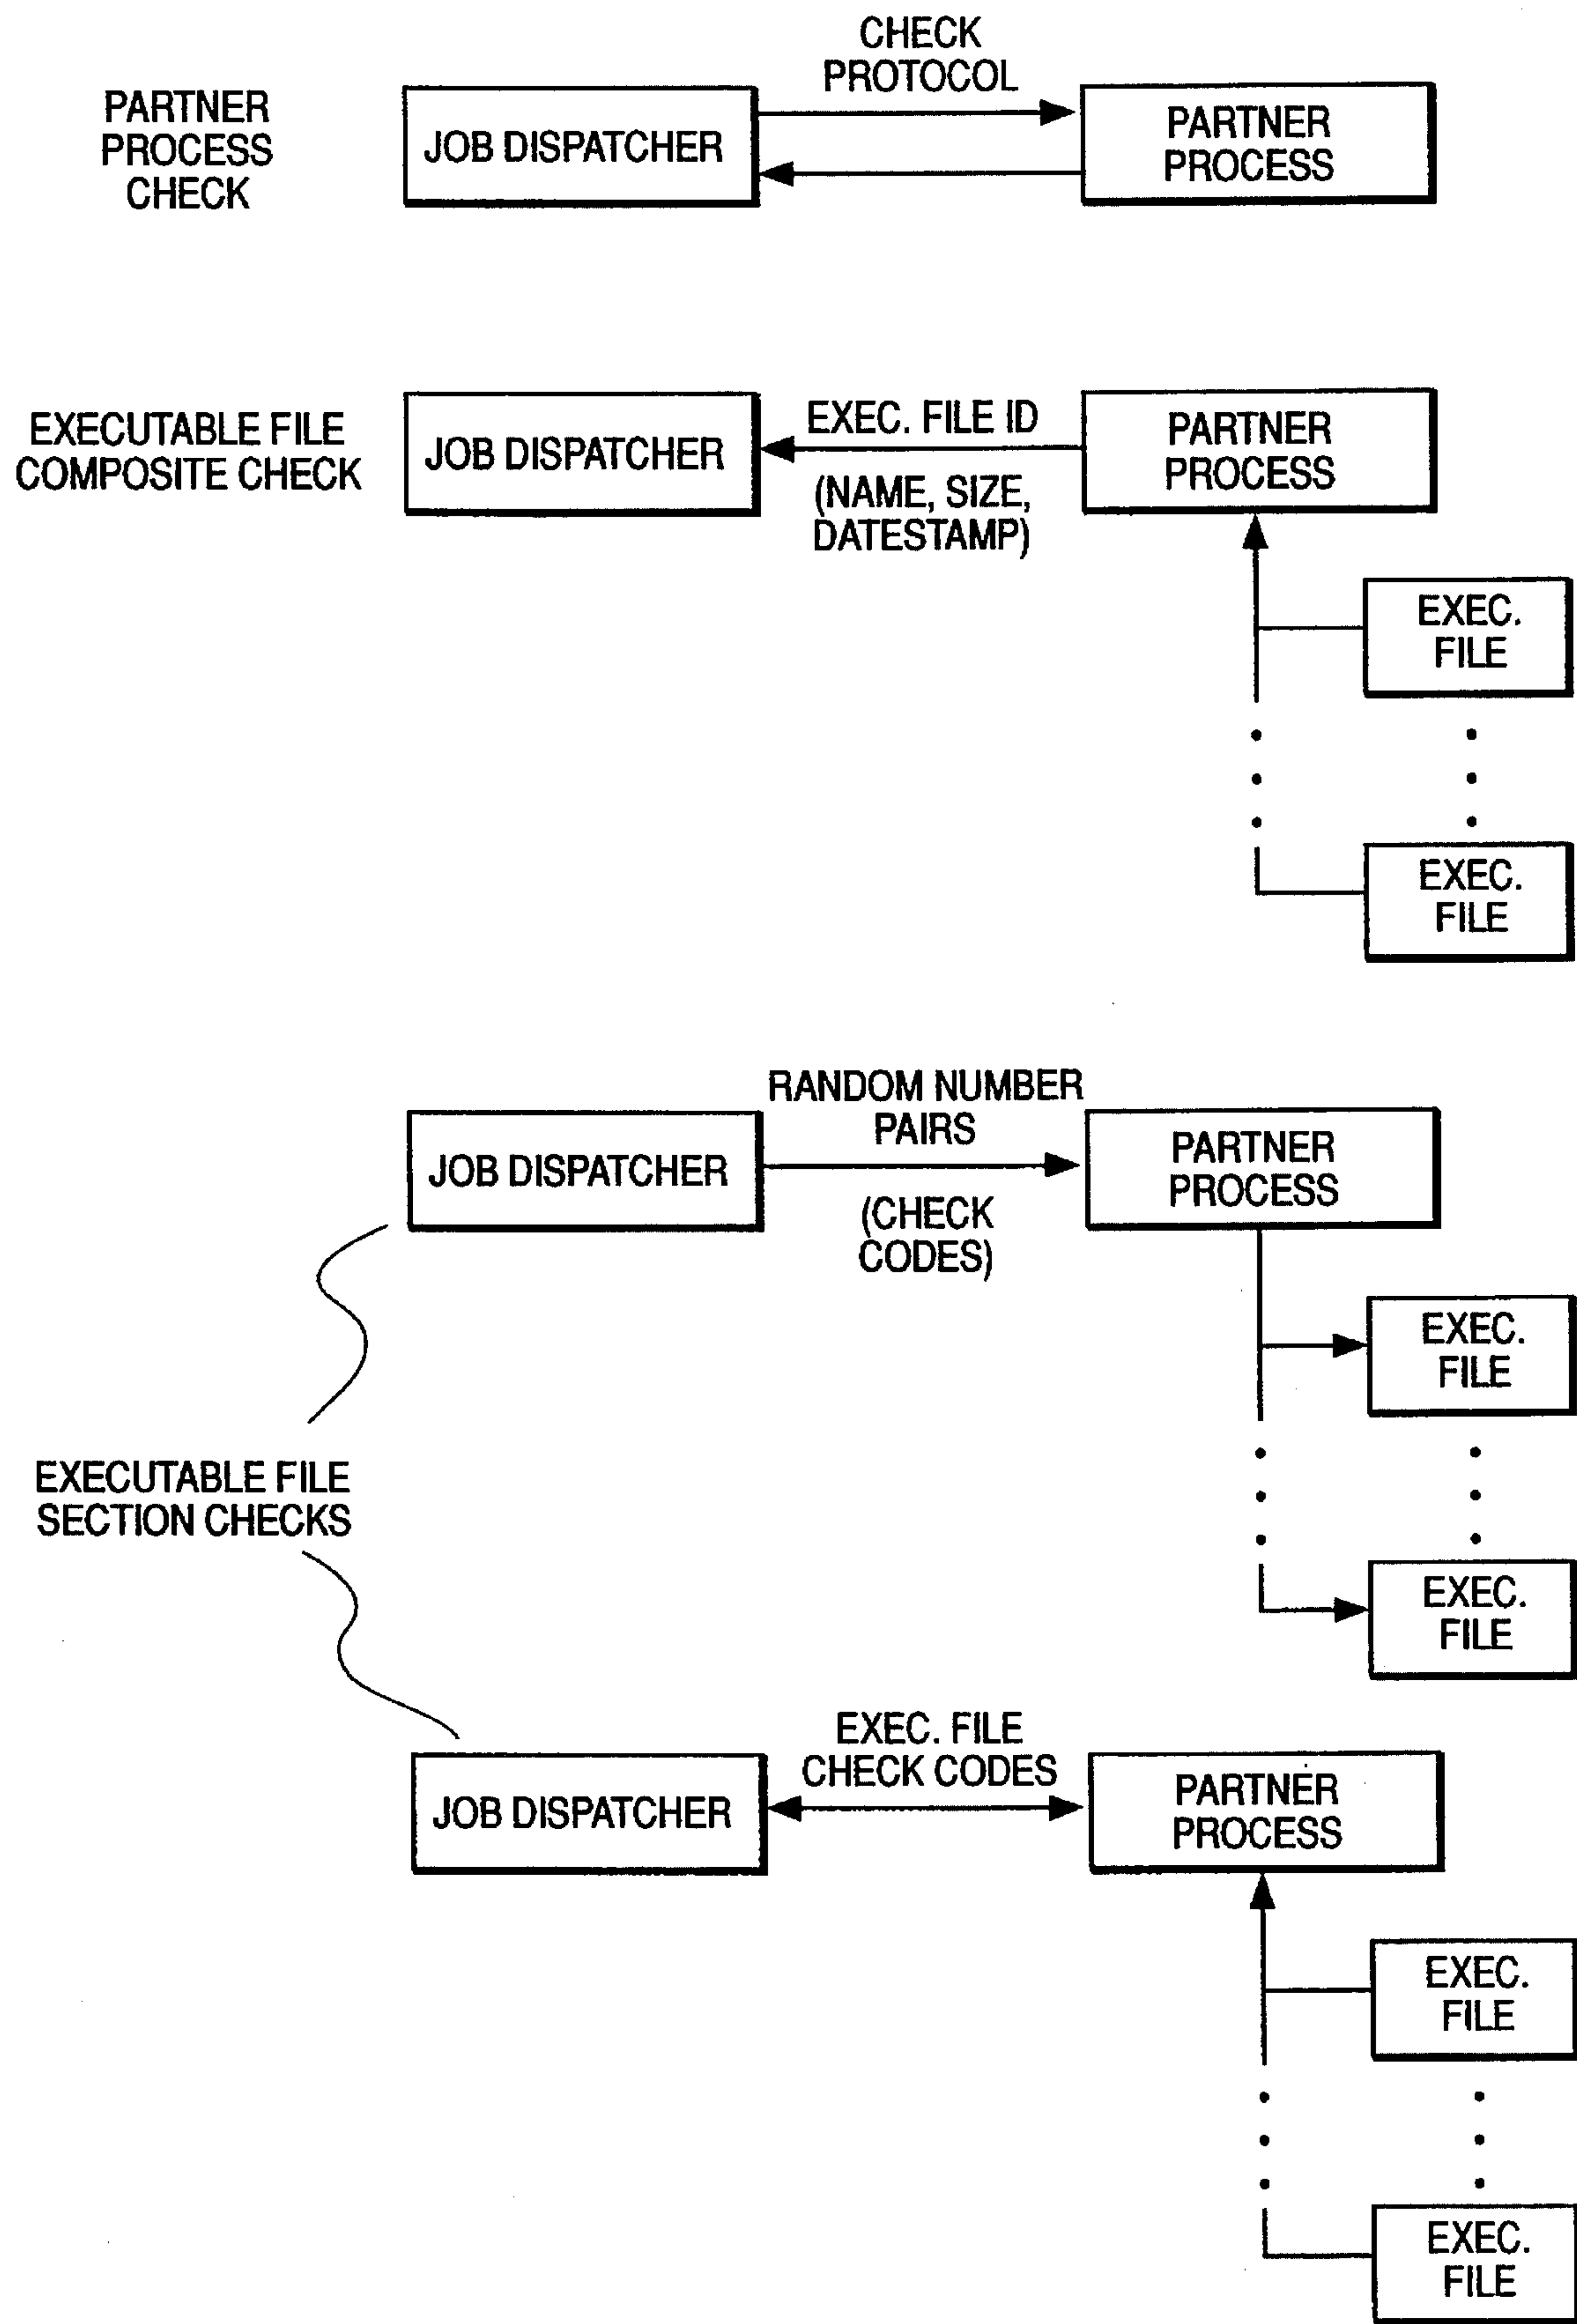 CHECK
PROTOCOL
PARTNER
PROCESS
CHECK
JOB DISPATCHER
PARTNER
PROCESS
EXECUTABLE FILE
COMPOSITE CHECK
JOB DISPATCHER
EXEC. FILE ID
(NAME, SIZE,
DATESTAMP)
PARTNER
PROCESS
EXEC.
FILE
EXEC.
FILE
JOB DISPATCHER
RANDOM NUMBER
PAIRS
(CHECK
CODES)
PARTNER
PROCESS
EXEC.
FILE
EXECUTABLE FILE
SECTION CHECKS
EXEC.
FILE
JOB DISPATCHER
EXEC. FILE
CHECK CODES
PARTNER
PROCESS
EXEC.
FILE
EXEC.
FILE